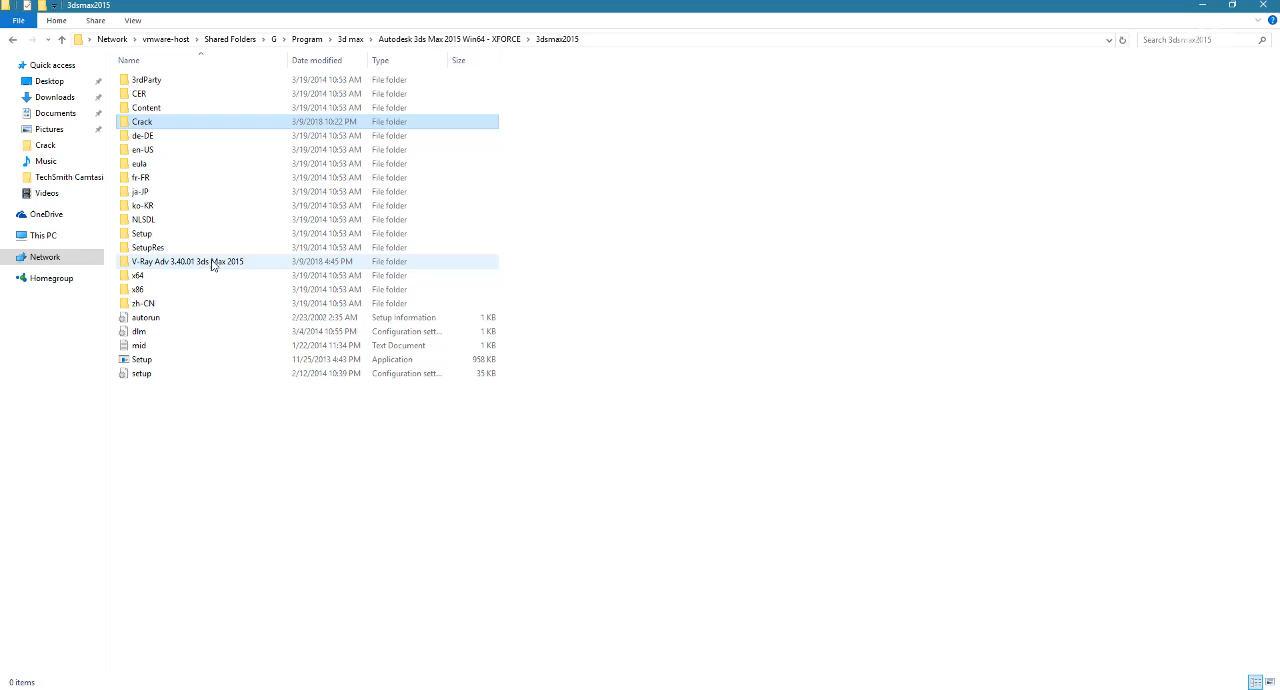 3dsmax2015
File Home Share View
Network › vmware-host › Shared Folders › G › Program › 3d max › Autodesk 3ds Max 2015 Win64 - XFORCE › 3dsmax2015 Search 3dsmax2015
Name Date modified Type Size
Quick access
Desktop
Downloads
Documents
Pictures
Crack
Music
TechSmith Camtasi
Videos
OneDrive
This PC
Network
Homegroup
3rdParty 3/19/2014 10:53 AM File folder
CER 3/19/2014 10:53 AM File folder
Content 3/19/2014 10:53 AM File folder
Crack 3/9/2018 10:22 PM File folder
de-DE 3/19/2014 10:53 AM File folder
en-US 3/19/2014 10:53 AM File folder
eula 3/19/2014 10:53 AM File folder
fr-FR 3/19/2014 10:53 AM File folder
ja-JP 3/19/2014 10:53 AM File folder
ko-KR 3/19/2014 10:53 AM File folder
NLSDL 3/19/2014 10:53 AM File folder
Setup 3/19/2014 10:53 AM File folder
SetupRes 3/19/2014 10:53 AM File folder
V-Ray Adv 3.40.01 3ds Max 2015 3/9/2018 4:45 PM File folder
x64 3/19/2014 10:53 AM File folder
x86 3/19/2014 10:53 AM File folder
zh-CN 3/19/2014 10:53 AM File folder
autorun 2/23/2002 2:35 AM Setup Information 1 KB
dlm 3/4/2014 10:55 PM Configuration sett... 1 KB
mid 1/22/2014 11:34 PM Text Document 1 KB
Setup 11/25/2013 4:43 PM Application 958 KB
setup 2/12/2014 10:39 PM Configuration sett... 35 KB
0 items